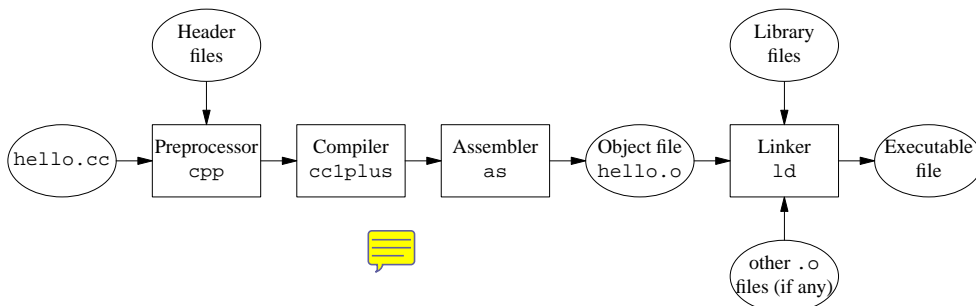 Header
files
Library
files
hello.cc
Preprocessor
cpp
Compiler
cc1plus
Assembler
as
Object file
hello.o
Linker
ld
Executable
file
other .o
files (if any)